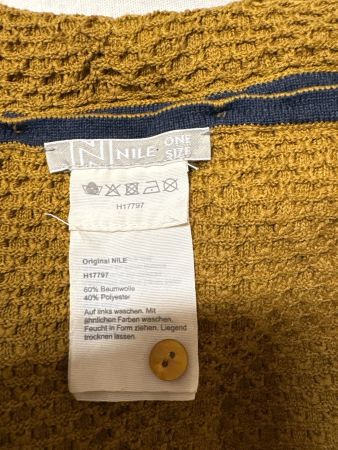 N NILE ONE
SIZE
H17797
Original NILE
H17797
60% Baumwolle
40% Polyester
Auf links waschen. Mit
ähnlichen Farben waschen.
Feucht in Form ziehen. Liegend
trocknen lassen.